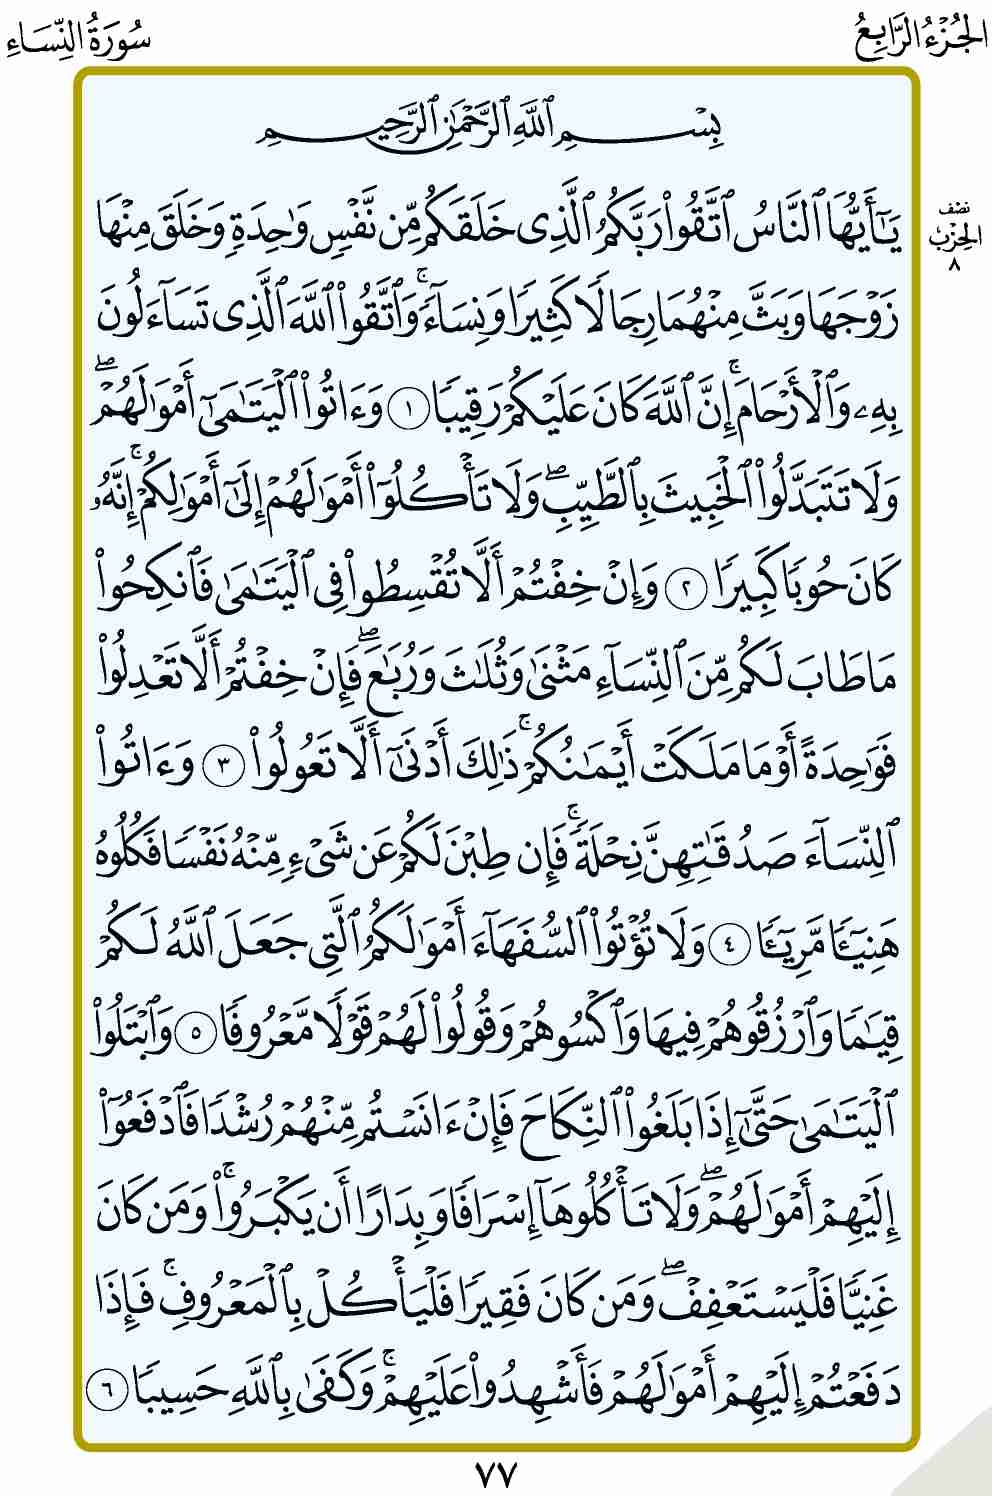 الجُزْءُ الرَّابِعُ
سُورَةُ النِّسَاءِ
بِسْمِ ٱللَّهِ ٱلرَّحْمَٰنِ ٱلرَّحِيمِ
يَٰٓأَيُّهَا ٱلنَّاسُ ٱتَّقُوا۟ رَبَّكُمُ ٱلَّذِى خَلَقَكُم مِّن نَّفْسٍ وَٰحِدَةٍ وَخَلَقَ مِنْهَا
نصْف
الحِزْب
٨
زَوْجَهَا وَبَثَّ مِنْهُمَا رِجَالًا كَثِيرًا وَنِسَآءً ۚ وَٱتَّقُوا۟ ٱللَّهَ ٱلَّذِى تَسَآءَلُونَ
بِهِۦ وَٱلْأَرْحَامَ ۚ إِنَّ ٱللَّهَ كَانَ عَلَيْكُمْ رَقِيبًا ١ وَءَاتُوا۟ ٱلْيَتَٰمَىٰٓ أَمْوَٰلَهُمْ ۖ
وَلَا تَتَبَدَّلُوا۟ ٱلْخَبِيثَ بِٱلطَّيِّبِ ۖ وَلَا تَأْكُلُوٓا۟ أَمْوَٰلَهُمْ إِلَىٰٓ أَمْوَٰلِكُمْ ۚ إِنَّهُۥ
كَانَ حُوبًا كَبِيرًا ٢ وَإِنْ خِفْتُمْ أَلَّا تُقْسِطُوا۟ فِى ٱلْيَتَٰمَىٰ فَٱنكِحُوا۟
مَا طَابَ لَكُم مِّنَ ٱلنِّسَآءِ مَثْنَىٰ وَثُلَٰثَ وَرُبَٰعَ ۖ فَإِنْ خِفْتُمْ أَلَّا تَعْدِلُوا۟
فَوَٰحِدَةً أَوْ مَا مَلَكَتْ أَيْمَٰنُكُمْ ۚ ذَٰلِكَ أَدْنَىٰٓ أَلَّا تَعُولُوا۟ ٣ وَءَاتُوا۟
ٱلنِّسَآءَ صَدُقَٰتِهِنَّ نِحْلَةً ۚ فَإِن طِبْنَ لَكُمْ عَن شَىْءٍ مِّنْهُ نَفْسًا فَكُلُوهُ
هَنِيٓـًٔا مَّرِيٓـًٔا ٤ وَلَا تُؤْتُوا۟ ٱلسُّفَهَآءَ أَمْوَٰلَكُمُ ٱلَّتِى جَعَلَ ٱللَّهُ لَكُمْ
قِيَٰمًا وَٱرْزُقُوهُمْ فِيهَا وَٱكْسُوهُمْ وَقُولُوا۟ لَهُمْ قَوْلًا مَّعْرُوفًا ٥ وَٱبْتَلُوا۟
ٱلْيَتَٰمَىٰ حَتَّىٰٓ إِذَا بَلَغُوا۟ ٱلنِّكَاحَ فَإِنْ ءَانَسْتُم مِّنْهُمْ رُشْدًا فَٱدْفَعُوٓا۟
إِلَيْهِمْ أَمْوَٰلَهُمْ ۖ وَلَا تَأْكُلُوهَآ إِسْرَافًا وَبِدَارًا أَن يَكْبَرُوا۟ ۚ وَمَن كَانَ
غَنِيًّا فَلْيَسْتَعْفِفْ ۖ وَمَن كَانَ فَقِيرًا فَلْيَأْكُلْ بِٱلْمَعْرُوفِ ۚ فَإِذَا
دَفَعْتُمْ إِلَيْهِمْ أَمْوَٰلَهُمْ فَأَشْهِدُوا۟ عَلَيْهِمْ ۚ وَكَفَىٰ بِٱللَّهِ حَسِيبًا ٦
٧٧